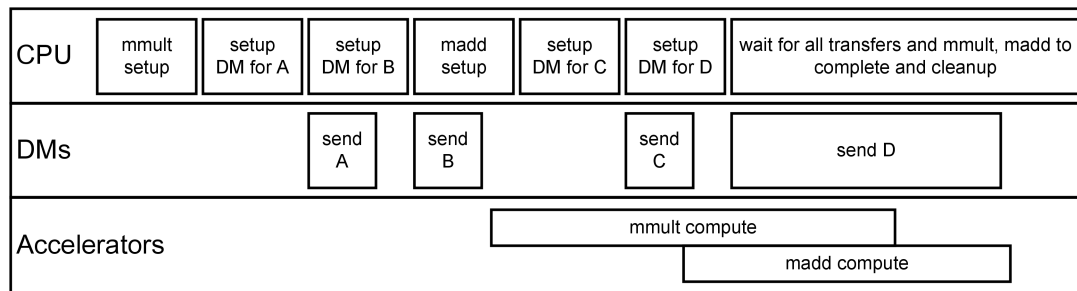 CPU
mmult
setup
setup
DM for A
setup
DM for B
madd
setup
setup
DM for C
setup
DM for D
wait for all transfers and mmult, madd to
complete and cleanup
DMs
send
A
send
B
send
C
send D
Accelerators
mmult compute
madd compute